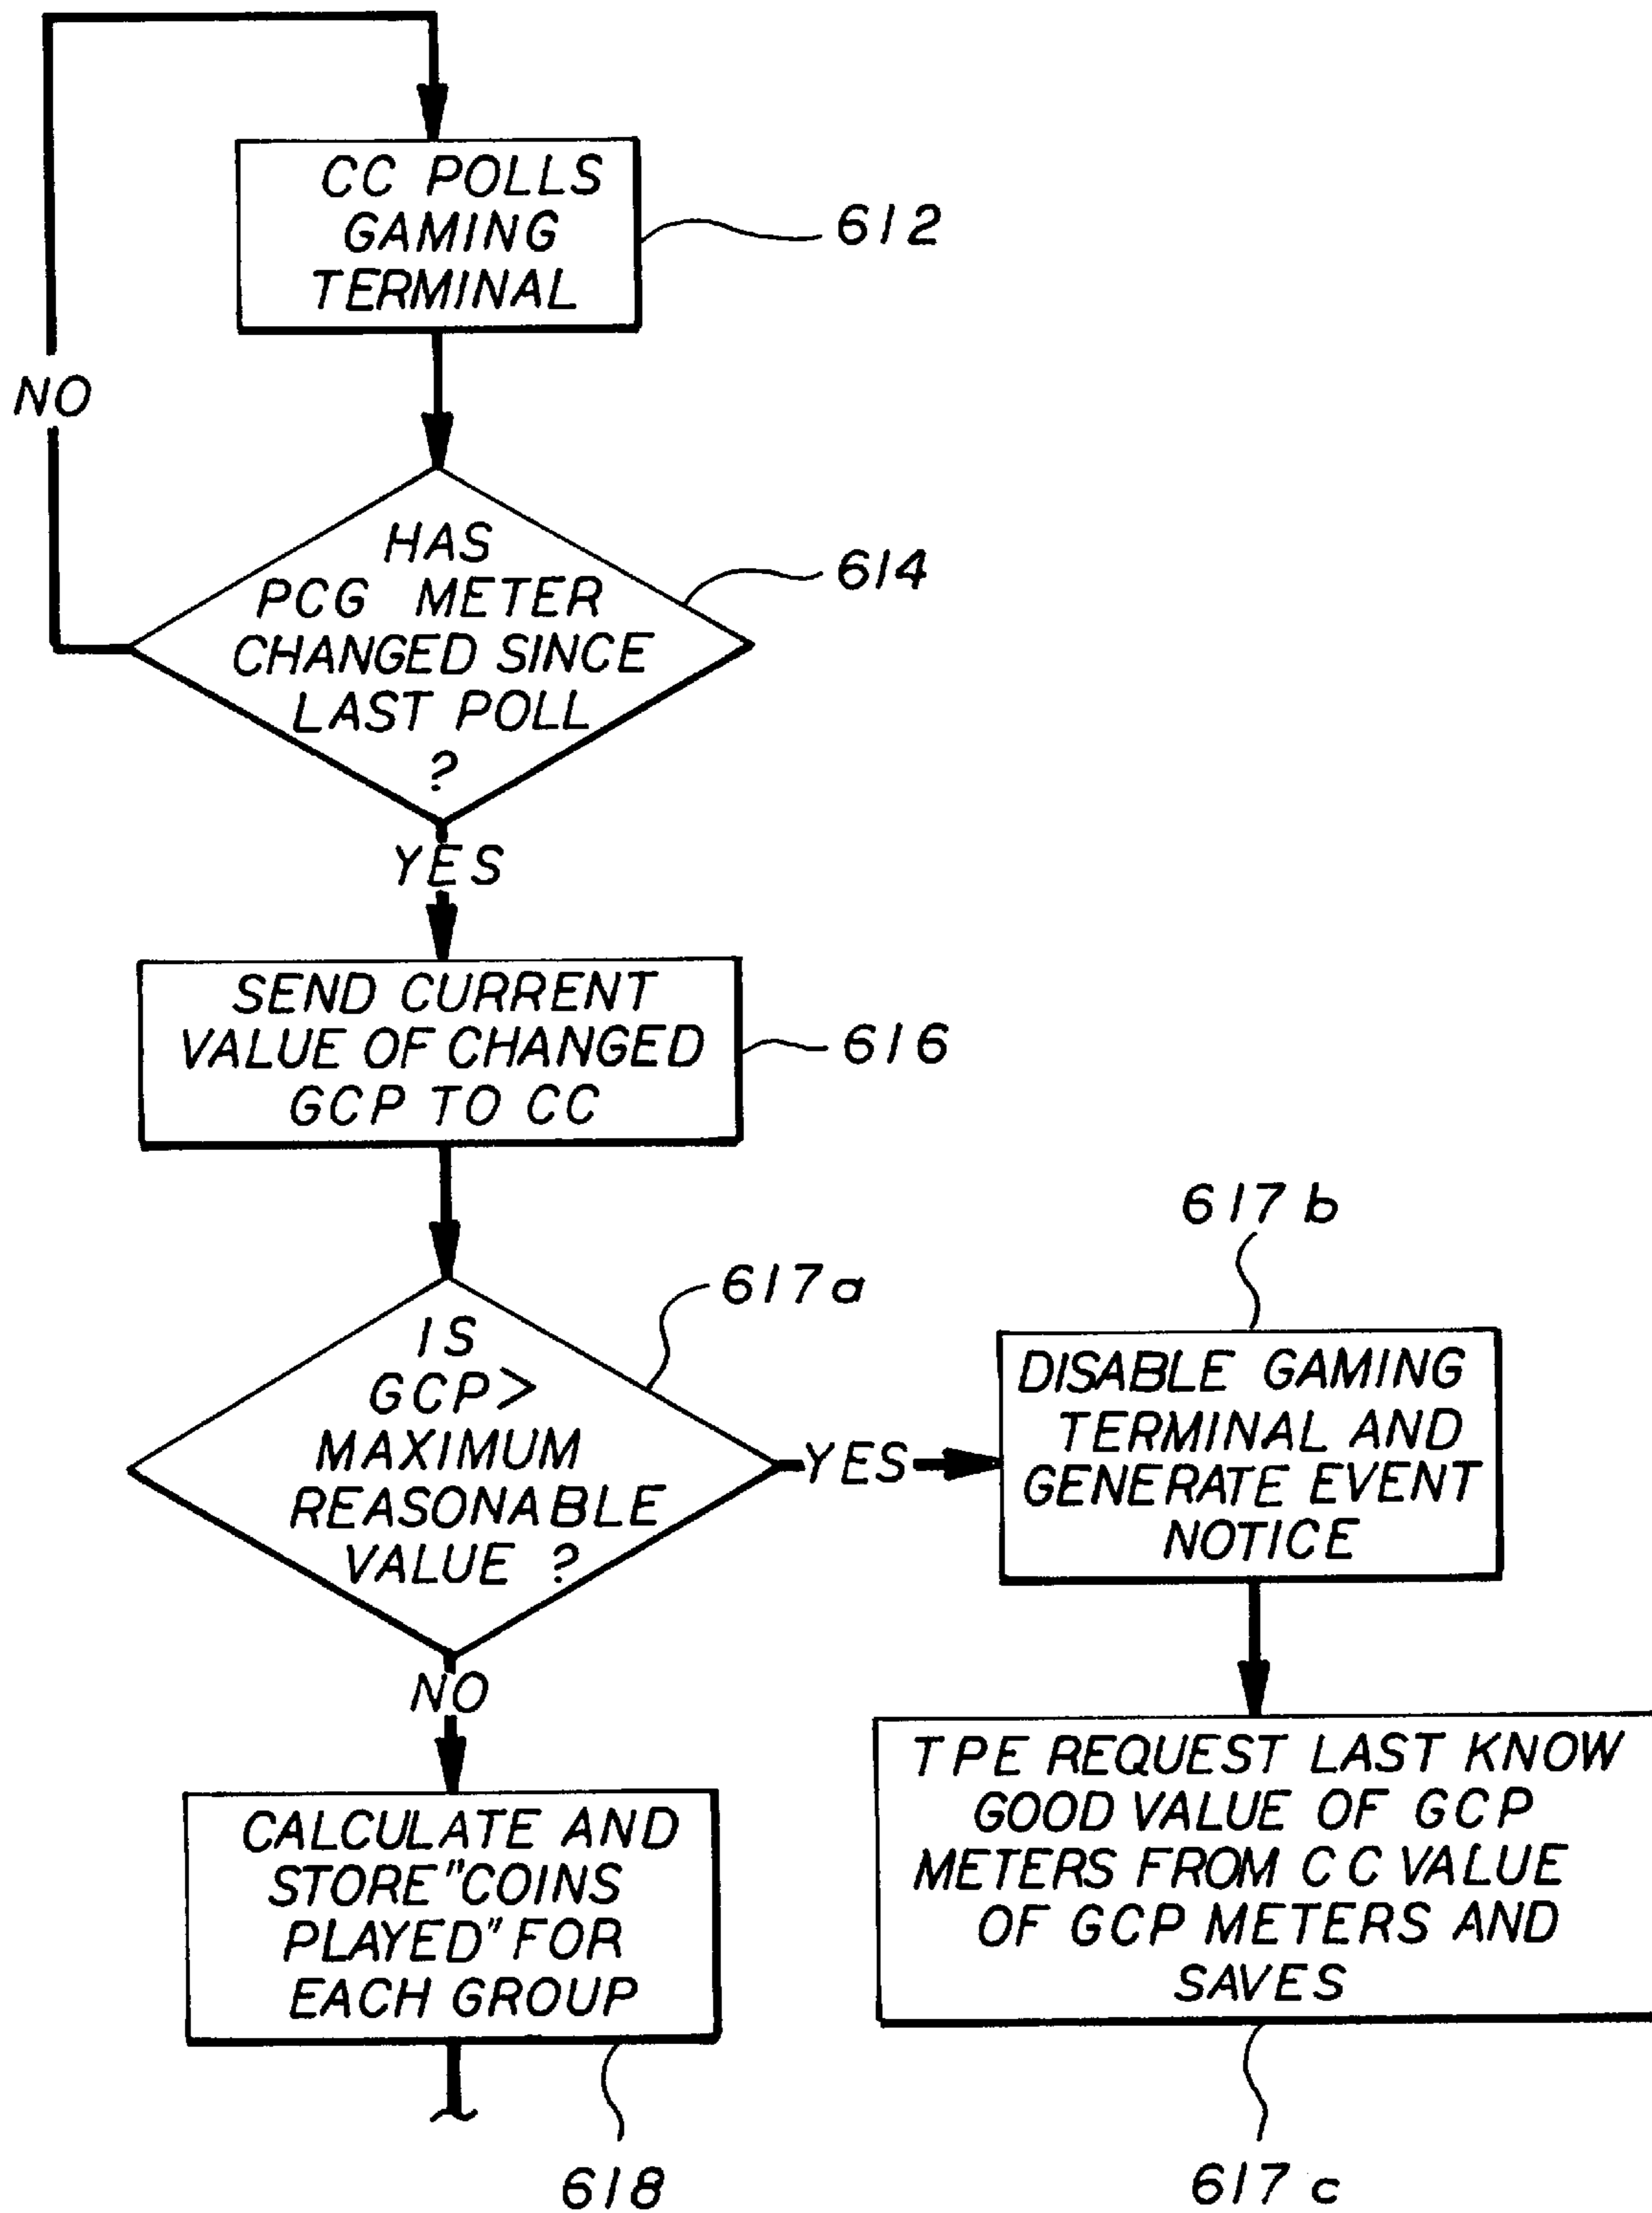 CC POLLS
GAMING
TERMINAL
612
NO
HAS
PCG METER
CHANGED SINCE
LAST POLL
?
614
YES
SEND CURRENT
VALUE OF CHANGED
GCP TO CC
616
IS
GCP>
MAXIMUM
REASONABLE
VALUE ?
617a
YES
617b
DISABLE GAMING
TERMINAL AND
GENERATE EVENT
NOTICE
NO
CALCULATE AND
STORE "COINS
PLAYED" FOR
EACH GROUP
618
TPE REQUEST LAST KNOW
GOOD VALUE OF GCP
METERS FROM CC VALUE
OF GCP METERS AND
SAVES
617c